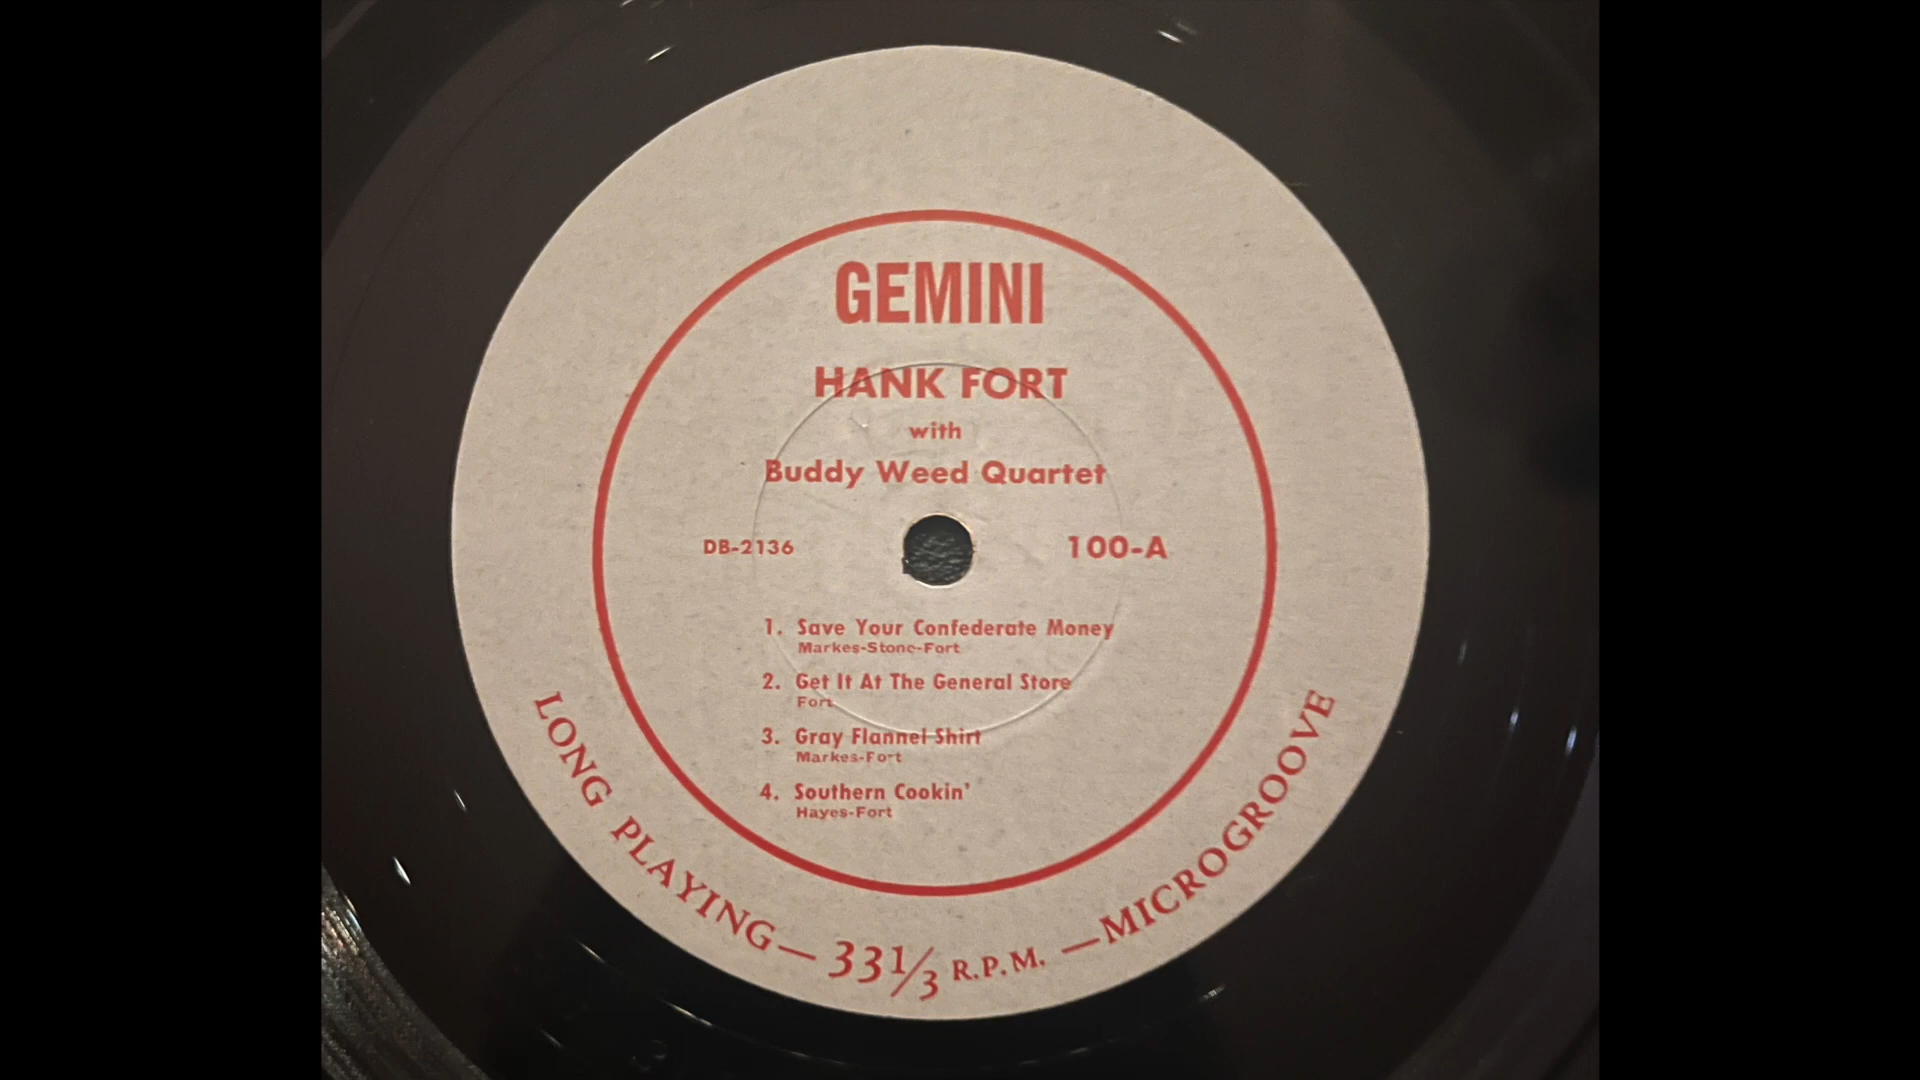 GEMINI
HANK FORT
with
Buddy Weed Quartet
DB-2136 100-A
1. Save Your Confederate Money
Markes-Stone-Fort
2. Get It At The General Store
Fort
3. Gray Flannel Shirt
Markes-Fort
4. Southern Cookin'
Hayes-Fort
LONG PLAYING—33 1/3 R.P.M.—MICROGROOVE